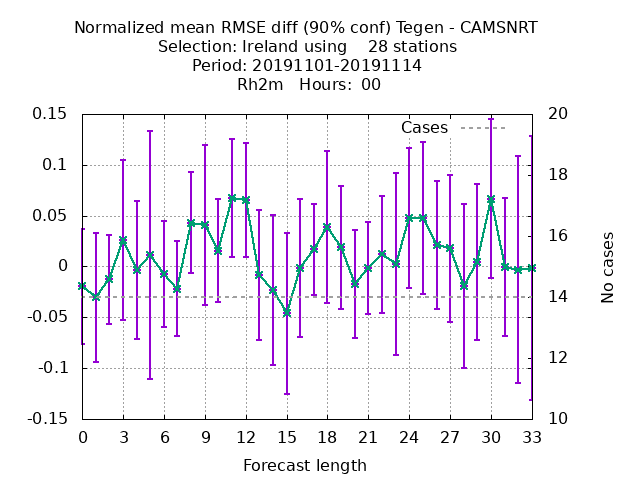 Normalized mean RMSE diff (90% conf) Tegen - CAMSNRT
Selection: Ireland using    28 stations
Period: 20191101-20191114
Rh2m   Hours:  00
0.15
0.1
0.05
0
-0.05
-0.1
-0.15
Cases
20
18
16
14
12
10
No cases
0 3 6 9 12 15 18 21 24 27 30 33
Forecast length